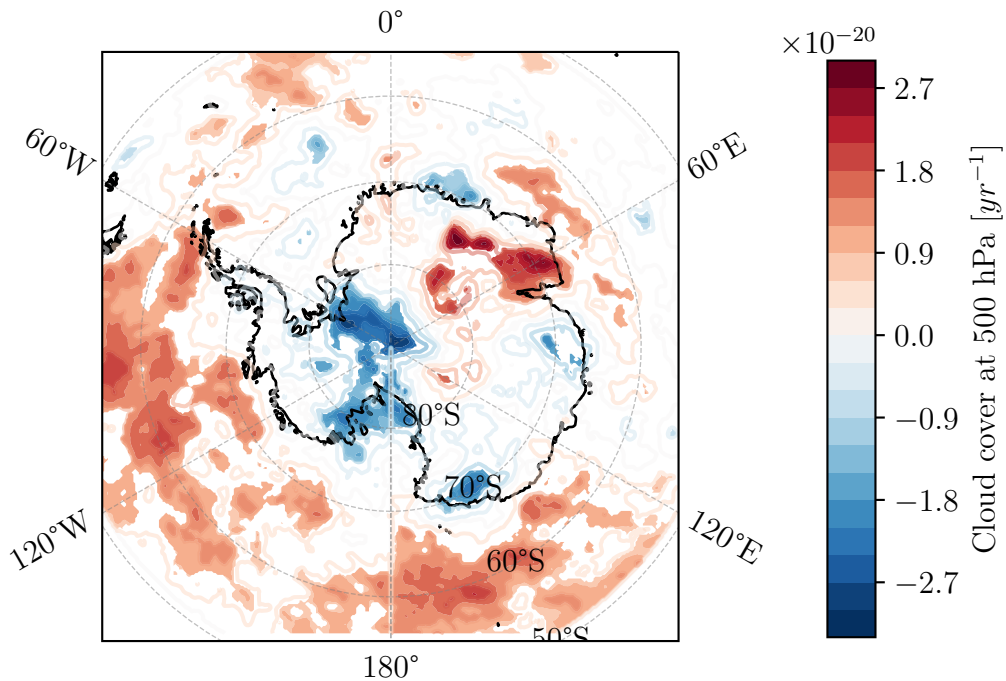 0°
×10⁻²⁰
60°W
60°E
2.7
1.8
0.9
0.0
−0.9
−1.8
−2.7
Cloud cover at 500 hPa [yr⁻¹]
80°S
70°S
60°S
50°S
120°W
120°E
180°